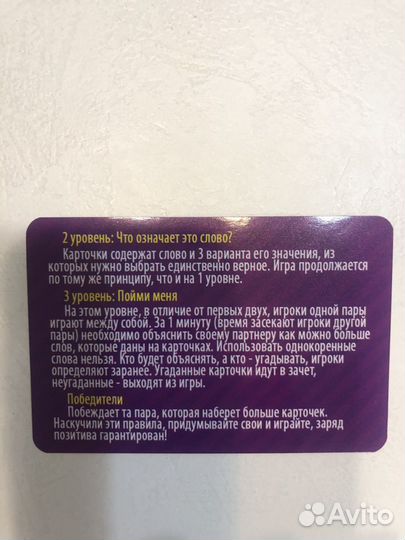 2 уровень: Что означает это слово?
Карточки содержат слово и 3 варианта его значения, из
которых нужно выбрать единственно верное. Игра продолжается
по тому же принципу, что и на 1 уровне.
3 уровень: Пойми меня
На этом уровне, в отличие от первых двух, игроки одной пары
играют между собой. За 1 минуту (время засекают игроки другой
пары) необходимо объяснить своему партнеру как можно больше
слов, которые даны на карточках. Использовать однокоренные
слова нельзя. Кто будет объяснять, а кто - угадывать, игроки
определяют заранее. Угаданные карточки идут в зачет,
неугаданные - выходят из игры.
Победители
Побеждает та пара, которая наберет больше карточек.
Наскучили эти правила, придумывайте свои и играйте, заряд
позитива гарантирован!
Avito